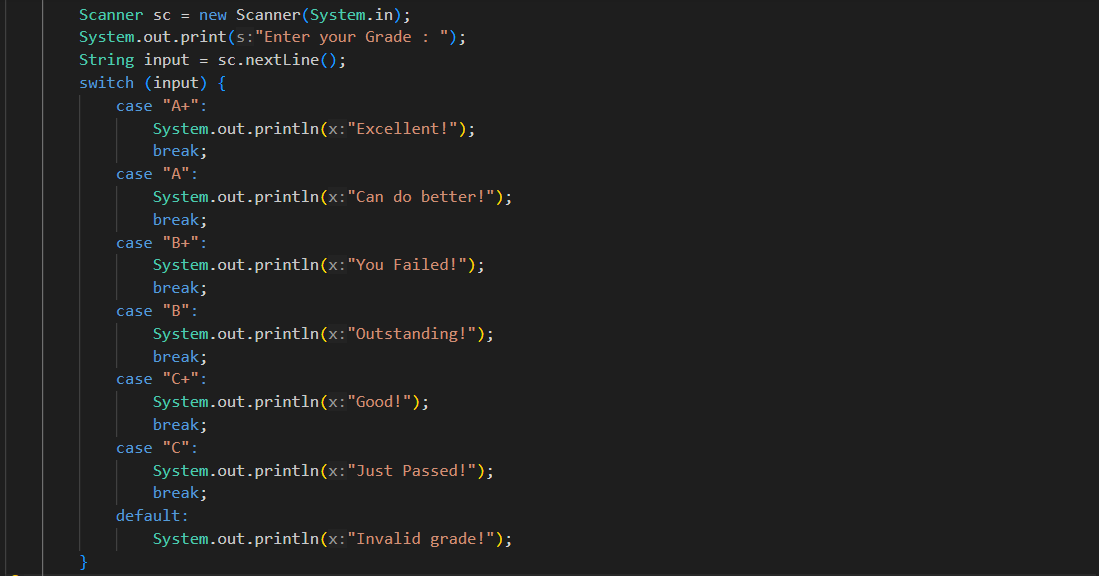 Scanner sc = new Scanner(System.in);
System.out.print(s:"Enter your Grade : ");
String input = sc.nextLine();
switch (input) {
    case "A+":
        System.out.println(x:"Excellent!");
        break;
    case "A":
        System.out.println(x:"Can do better!");
        break;
    case "B+":
        System.out.println(x:"You Failed!");
        break;
    case "B":
        System.out.println(x:"Outstanding!");
        break;
    case "C+":
        System.out.println(x:"Good!");
        break;
    case "C":
        System.out.println(x:"Just Passed!");
        break;
    default:
        System.out.println(x:"Invalid grade!");
}